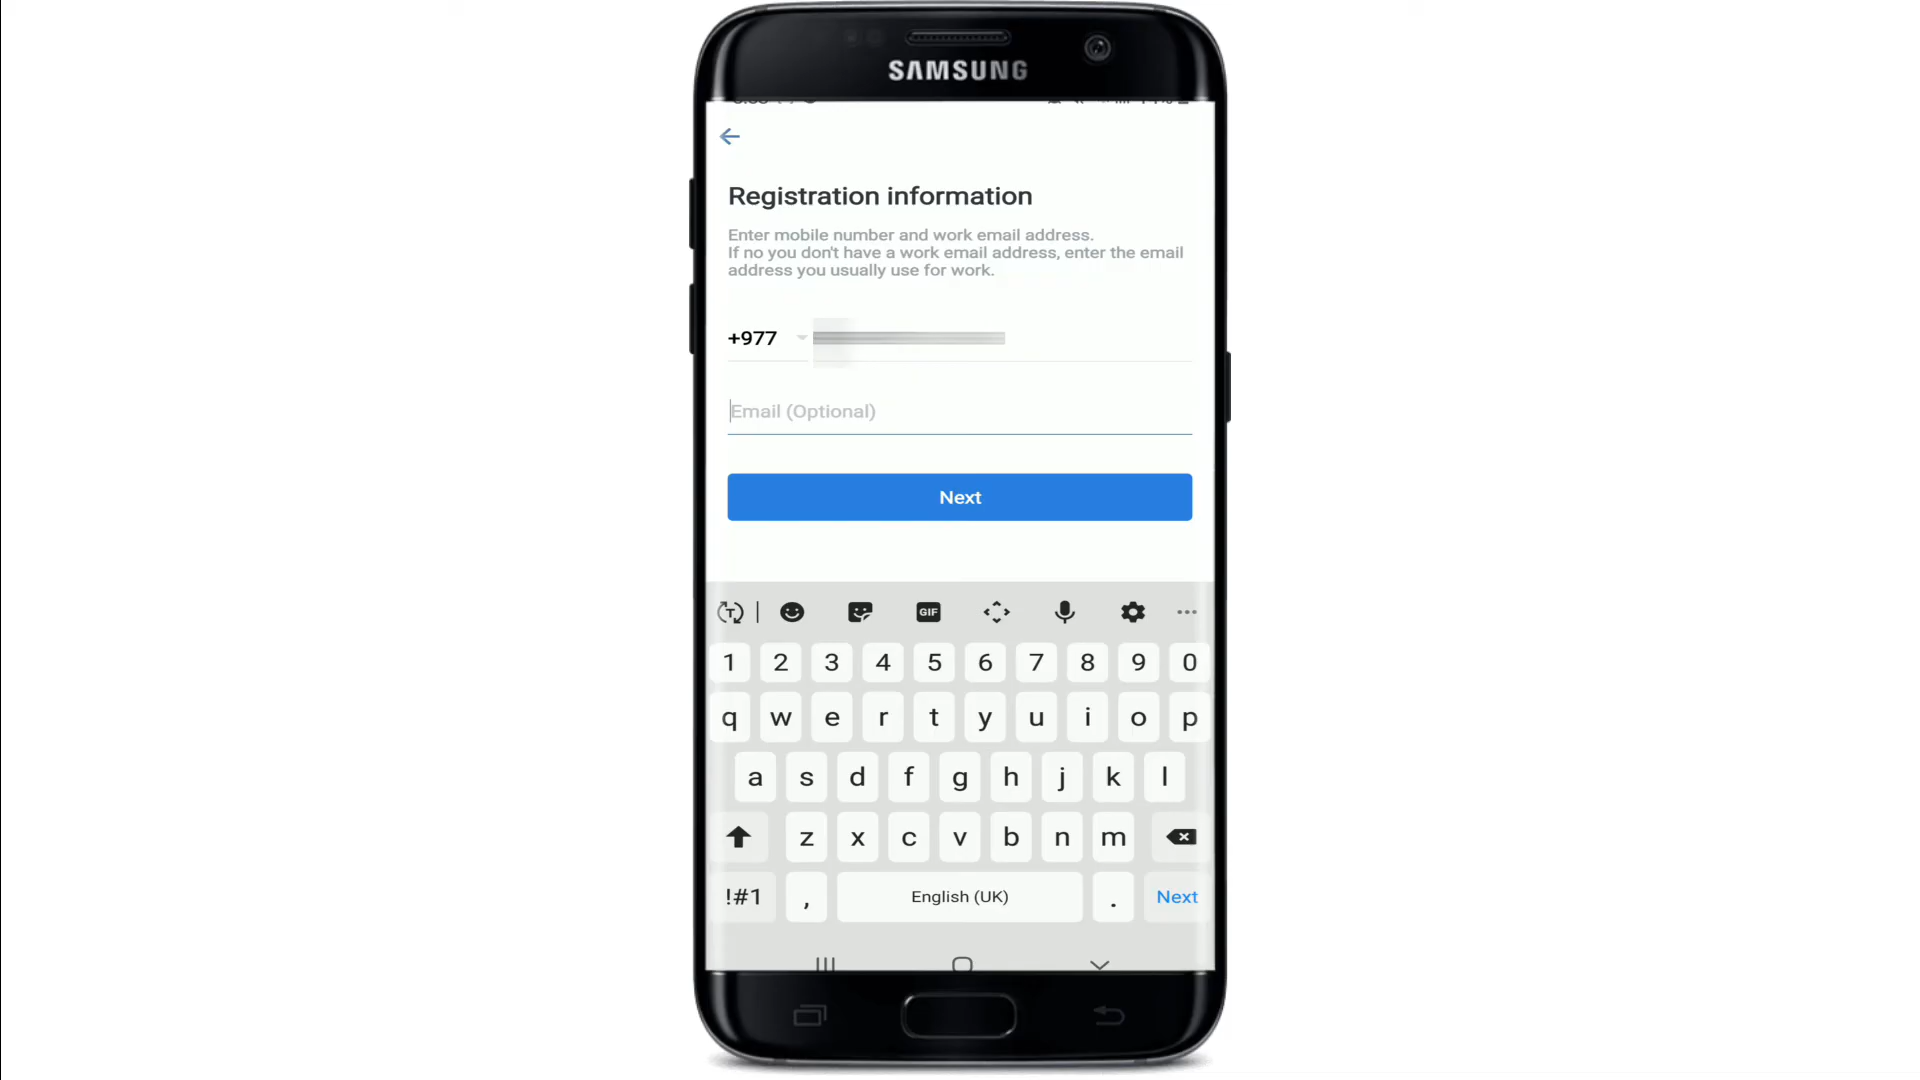 SAMSUNG
Registration information
Enter mobile number and work email address.
If no you don't have a work email address, enter the email
address you usually use for work.
+977
Email (Optional)
Next
GIF
1 2 3 4 5 6 7 8 9 0
q w e r t y u i o p
a s d f g h j k l
z x c v b n m
!#1 , English (UK) . Next